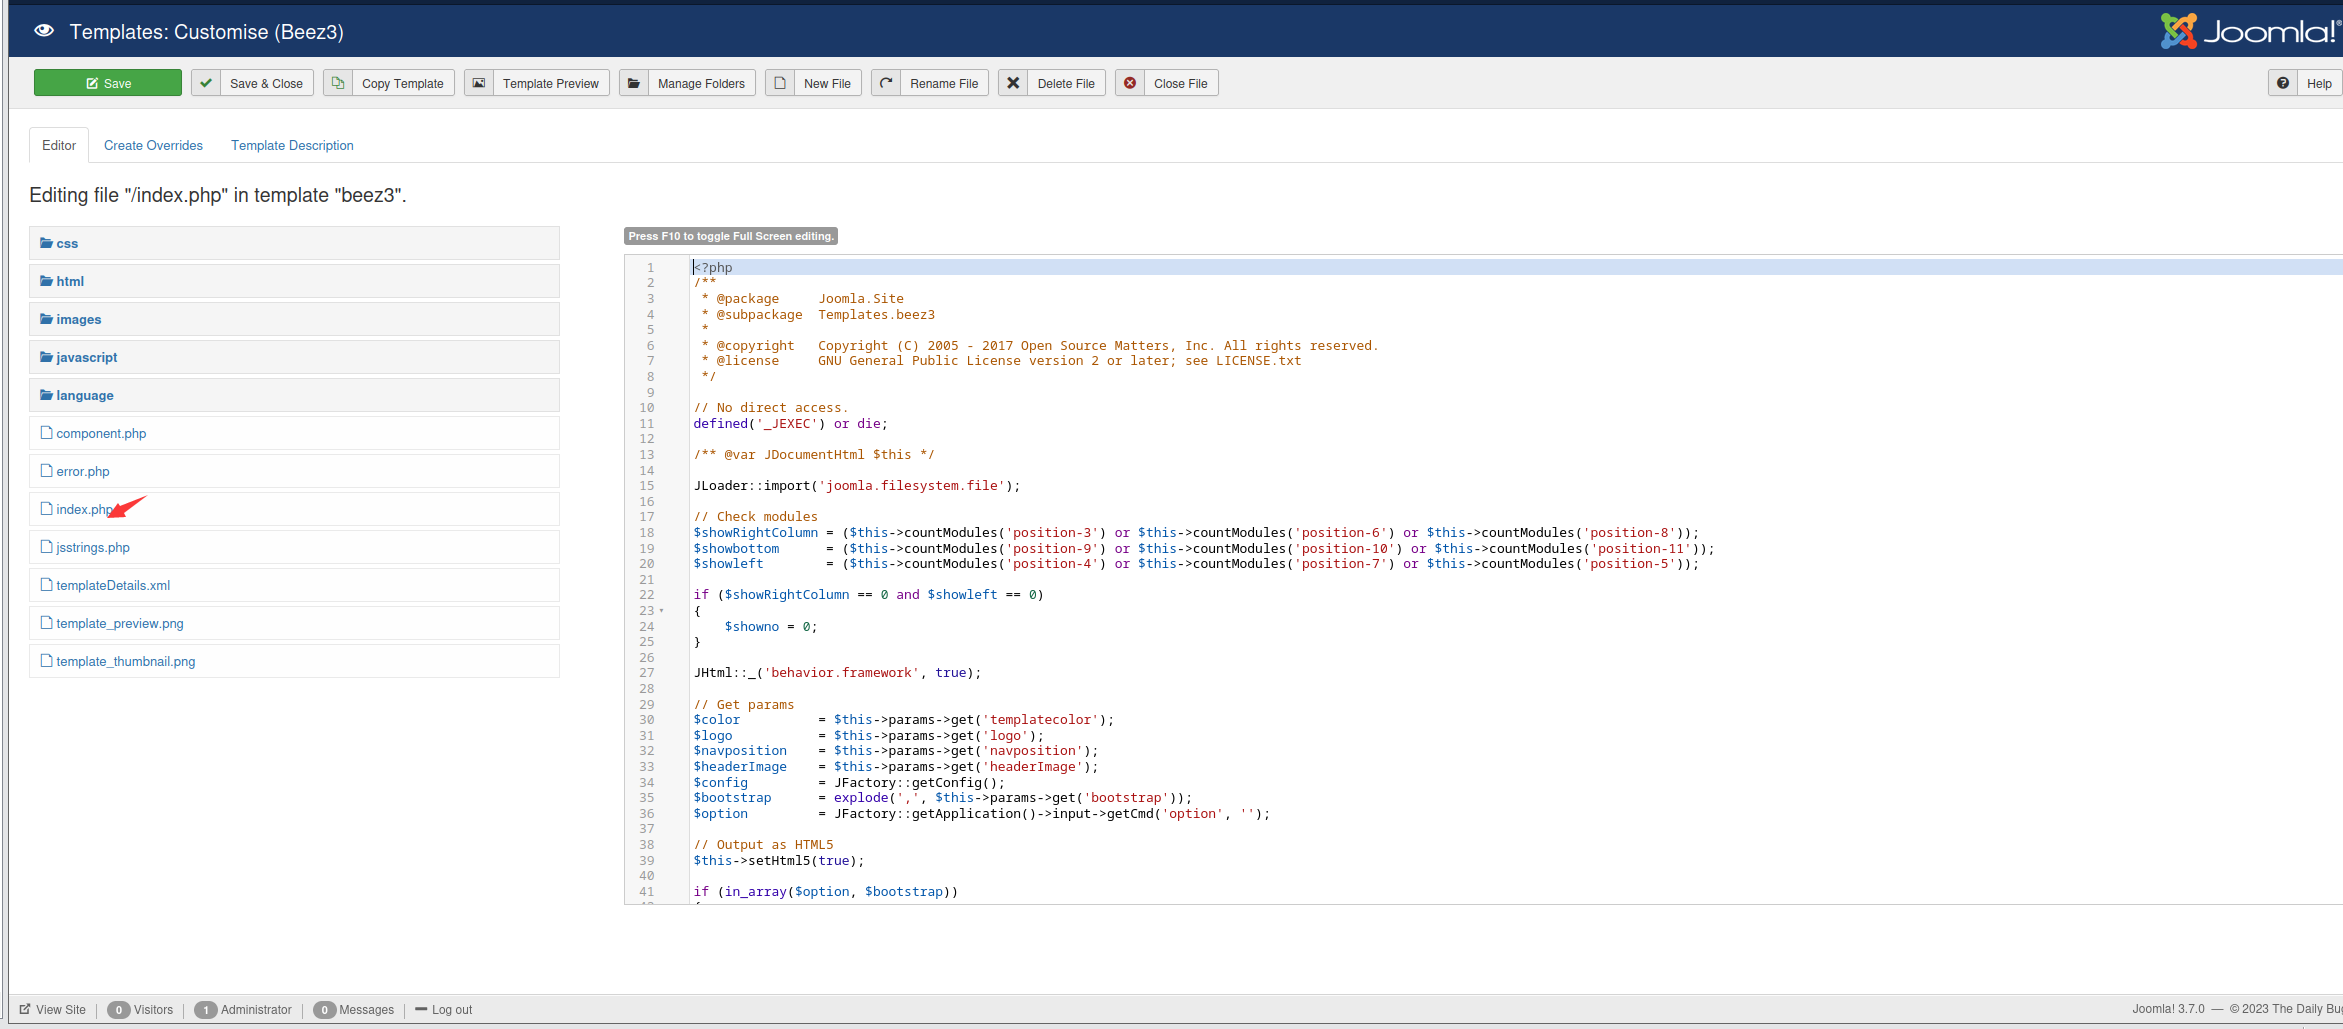 Templates: Customise (Beez3)
Joomla!®
Save
Save & Close
Copy Template
Template Preview
Manage Folders
New File
Rename File
Delete File
Close File
Help
Editor
Create Overrides
Template Description
Editing file "/index.php" in template "beez3".
css
html
images
javascript
language
component.php
error.php
index.php
jsstrings.php
templateDetails.xml
template_preview.png
template_thumbnail.png
Press F10 to toggle Full Screen editing.
1 <?php
2 /**
3  * @package     Joomla.Site
4  * @subpackage  Templates.beez3
5  *
6  * @copyright   Copyright (C) 2005 - 2017 Open Source Matters, Inc. All rights reserved.
7  * @license     GNU General Public License version 2 or later; see LICENSE.txt
8  */
9
10 // No direct access.
11 defined('_JEXEC') or die;
12
13 /** @var JDocumentHtml $this */
14
15 JLoader::import('joomla.filesystem.file');
16
17 // Check modules
18 $showRightColumn = ($this->countModules('position-3') or $this->countModules('position-6') or $this->countModules('position-8'));
19 $showbottom      = ($this->countModules('position-9') or $this->countModules('position-10') or $this->countModules('position-11'));
20 $showleft        = ($this->countModules('position-4') or $this->countModules('position-7') or $this->countModules('position-5'));
21
22 if ($showRightColumn == 0 and $showleft == 0)
23 {
24     $showno = 0;
25 }
26
27 JHtml::_('behavior.framework', true);
28
29 // Get params
30 $color          = $this->params->get('templatecolor');
31 $logo           = $this->params->get('logo');
32 $navposition    = $this->params->get('navposition');
33 $headerImage    = $this->params->get('headerImage');
34 $config         = JFactory::getConfig();
35 $bootstrap      = explode(',', $this->params->get('bootstrap'));
36 $option         = JFactory::getApplication()->input->getCmd('option', '');
37
38 // Output as HTML5
39 $this->setHtml5(true);
40
41 if (in_array($option, $bootstrap))
View Site
0 Visitors
1 Administrator
0 Messages
Log out
Joomla! 3.7.0 — © 2023 The Daily Bu